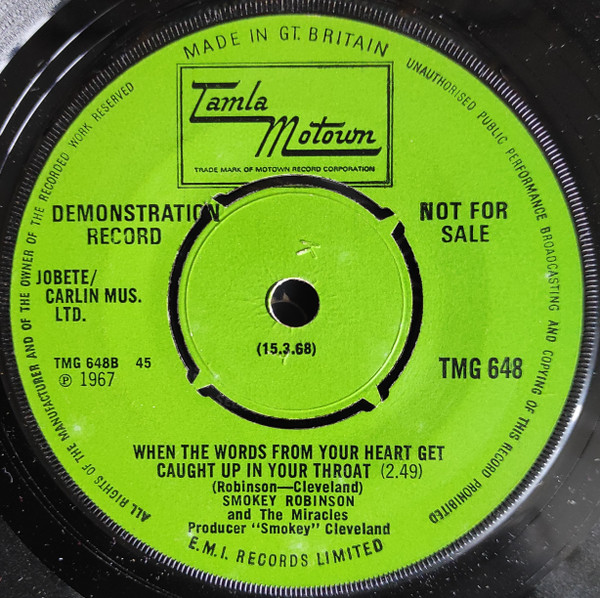 MADE IN GT. BRITAIN
UNAUTHORISED PUBLIC PERFORMANCE BROADCASTING AND COPYING OF THIS RECORD PROHIBITED
ALL RIGHTS OF THE MANUFACTURER AND OF THE OWNER OF THE RECORDED WORK RESERVED
Tamla
Motown
TRADE MARK OF MOTOWN RECORD CORPORATION
DEMONSTRATION
RECORD
NOT FOR
SALE
JOBETE/
CARLIN MUS.
LTD.
(15.3.68)
TMG 648B 45
℗ 1967
TMG 648
WHEN THE WORDS FROM YOUR HEART GET
CAUGHT UP IN YOUR THROAT (2.49)
(Robinson—Cleveland)
SMOKEY ROBINSON
and The Miracles
Producer "Smokey" Cleveland
E.M.I. RECORDS LIMITED